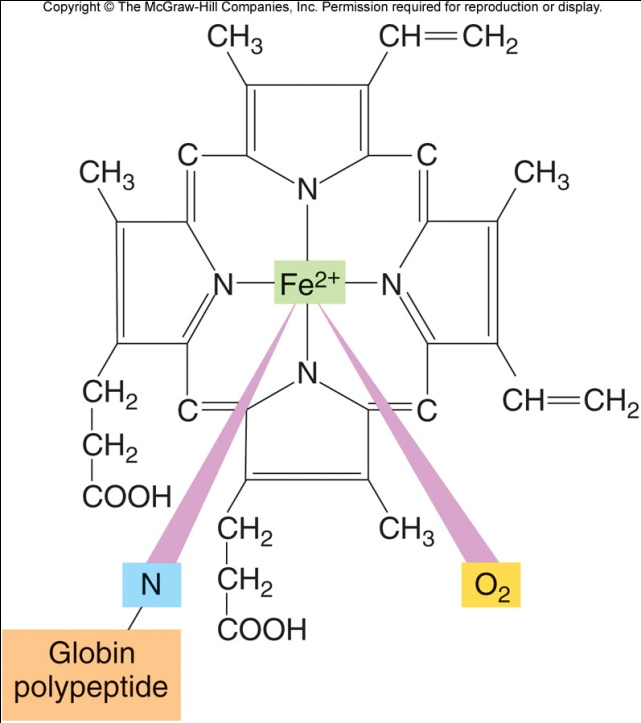 Copyright © The McGraw-Hill Companies, Inc. Permission required for reproduction or display.
CH₃ CH=CH₂
C C
CH₃ N CH₃
N Fe²⁺ N
N
CH₂ C C CH=CH₂
CH₂
COOH
CH₂ CH₃
N CH₂ O₂
COOH
Globin
polypeptide